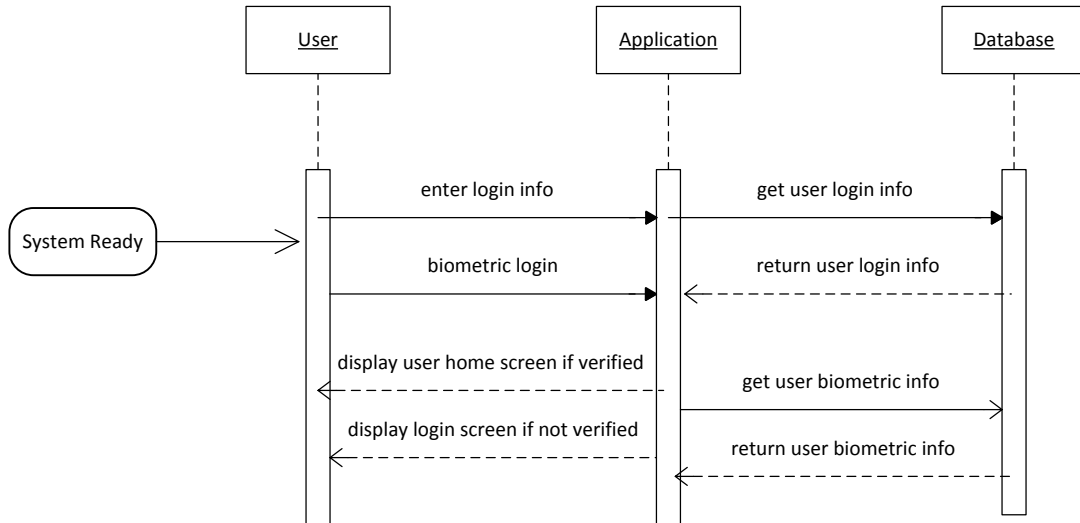 User
Application
Database
enter login info
get user login info
System Ready
biometric login
return user login info
display user home screen if verified
get user biometric info
display login screen if not verified
return user biometric info